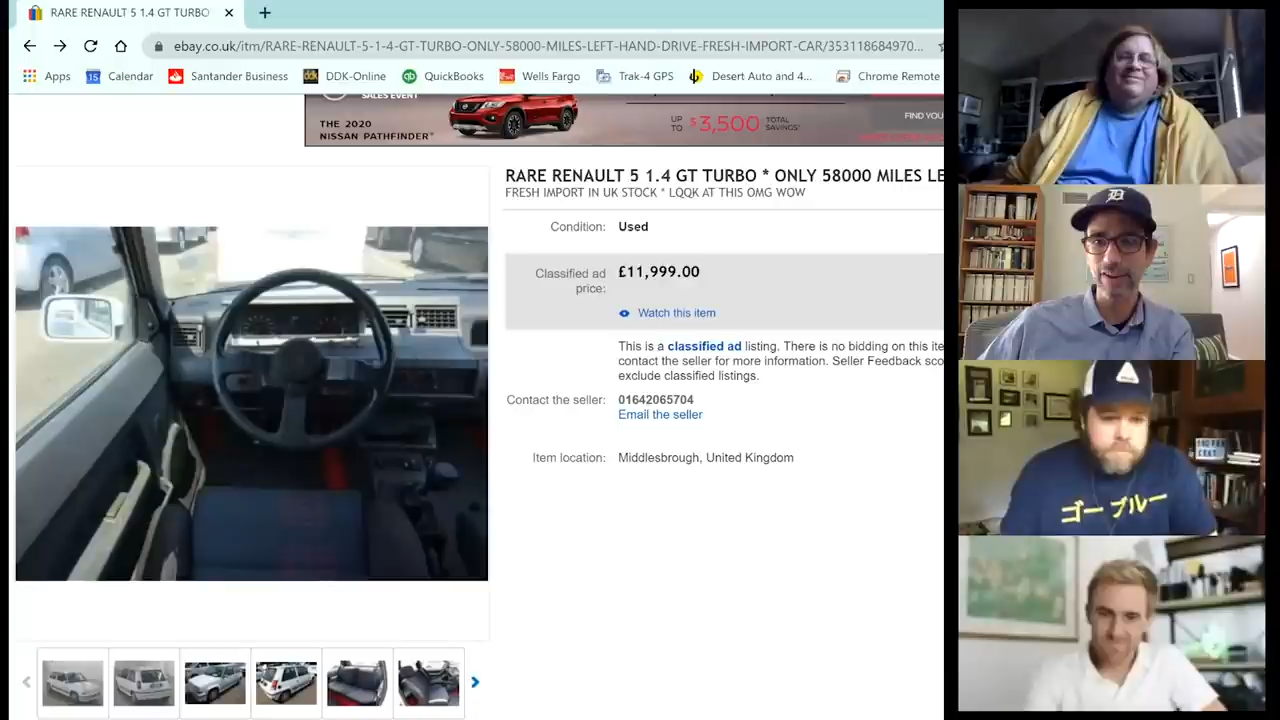 RARE RENAULT 5 1.4 GT TURBO
ebay.co.uk/itm/RARE-RENAULT-5-1-4-GT-TURBO-ONLY-58000-MILES-LEFT-HAND-DRIVE-FRESH-IMPORT-CAR/353118684970...
Apps
15 Calendar
Santander Business
ddk DDK-Online
qb QuickBooks
Wells Fargo
Trak-4 GPS
Desert Auto and 4...
Chrome Remote
SALES EVENT
THE 2020
NISSAN PATHFINDER®
UP TO $3,500 TOTAL SAVINGS*
FIND YOU
RARE RENAULT 5 1.4 GT TURBO * ONLY 58000 MILES LE
FRESH IMPORT IN UK STOCK * LQQK AT THIS OMG WOW
Condition: Used
Classified ad price: £11,999.00
Watch this item
This is a classified ad listing. There is no bidding on this ite
contact the seller for more information. Seller Feedback sco
exclude classified listings.
Contact the seller: 01642065704
Email the seller
Item location: Middlesbrough, United Kingdom
D
ゴーブルー